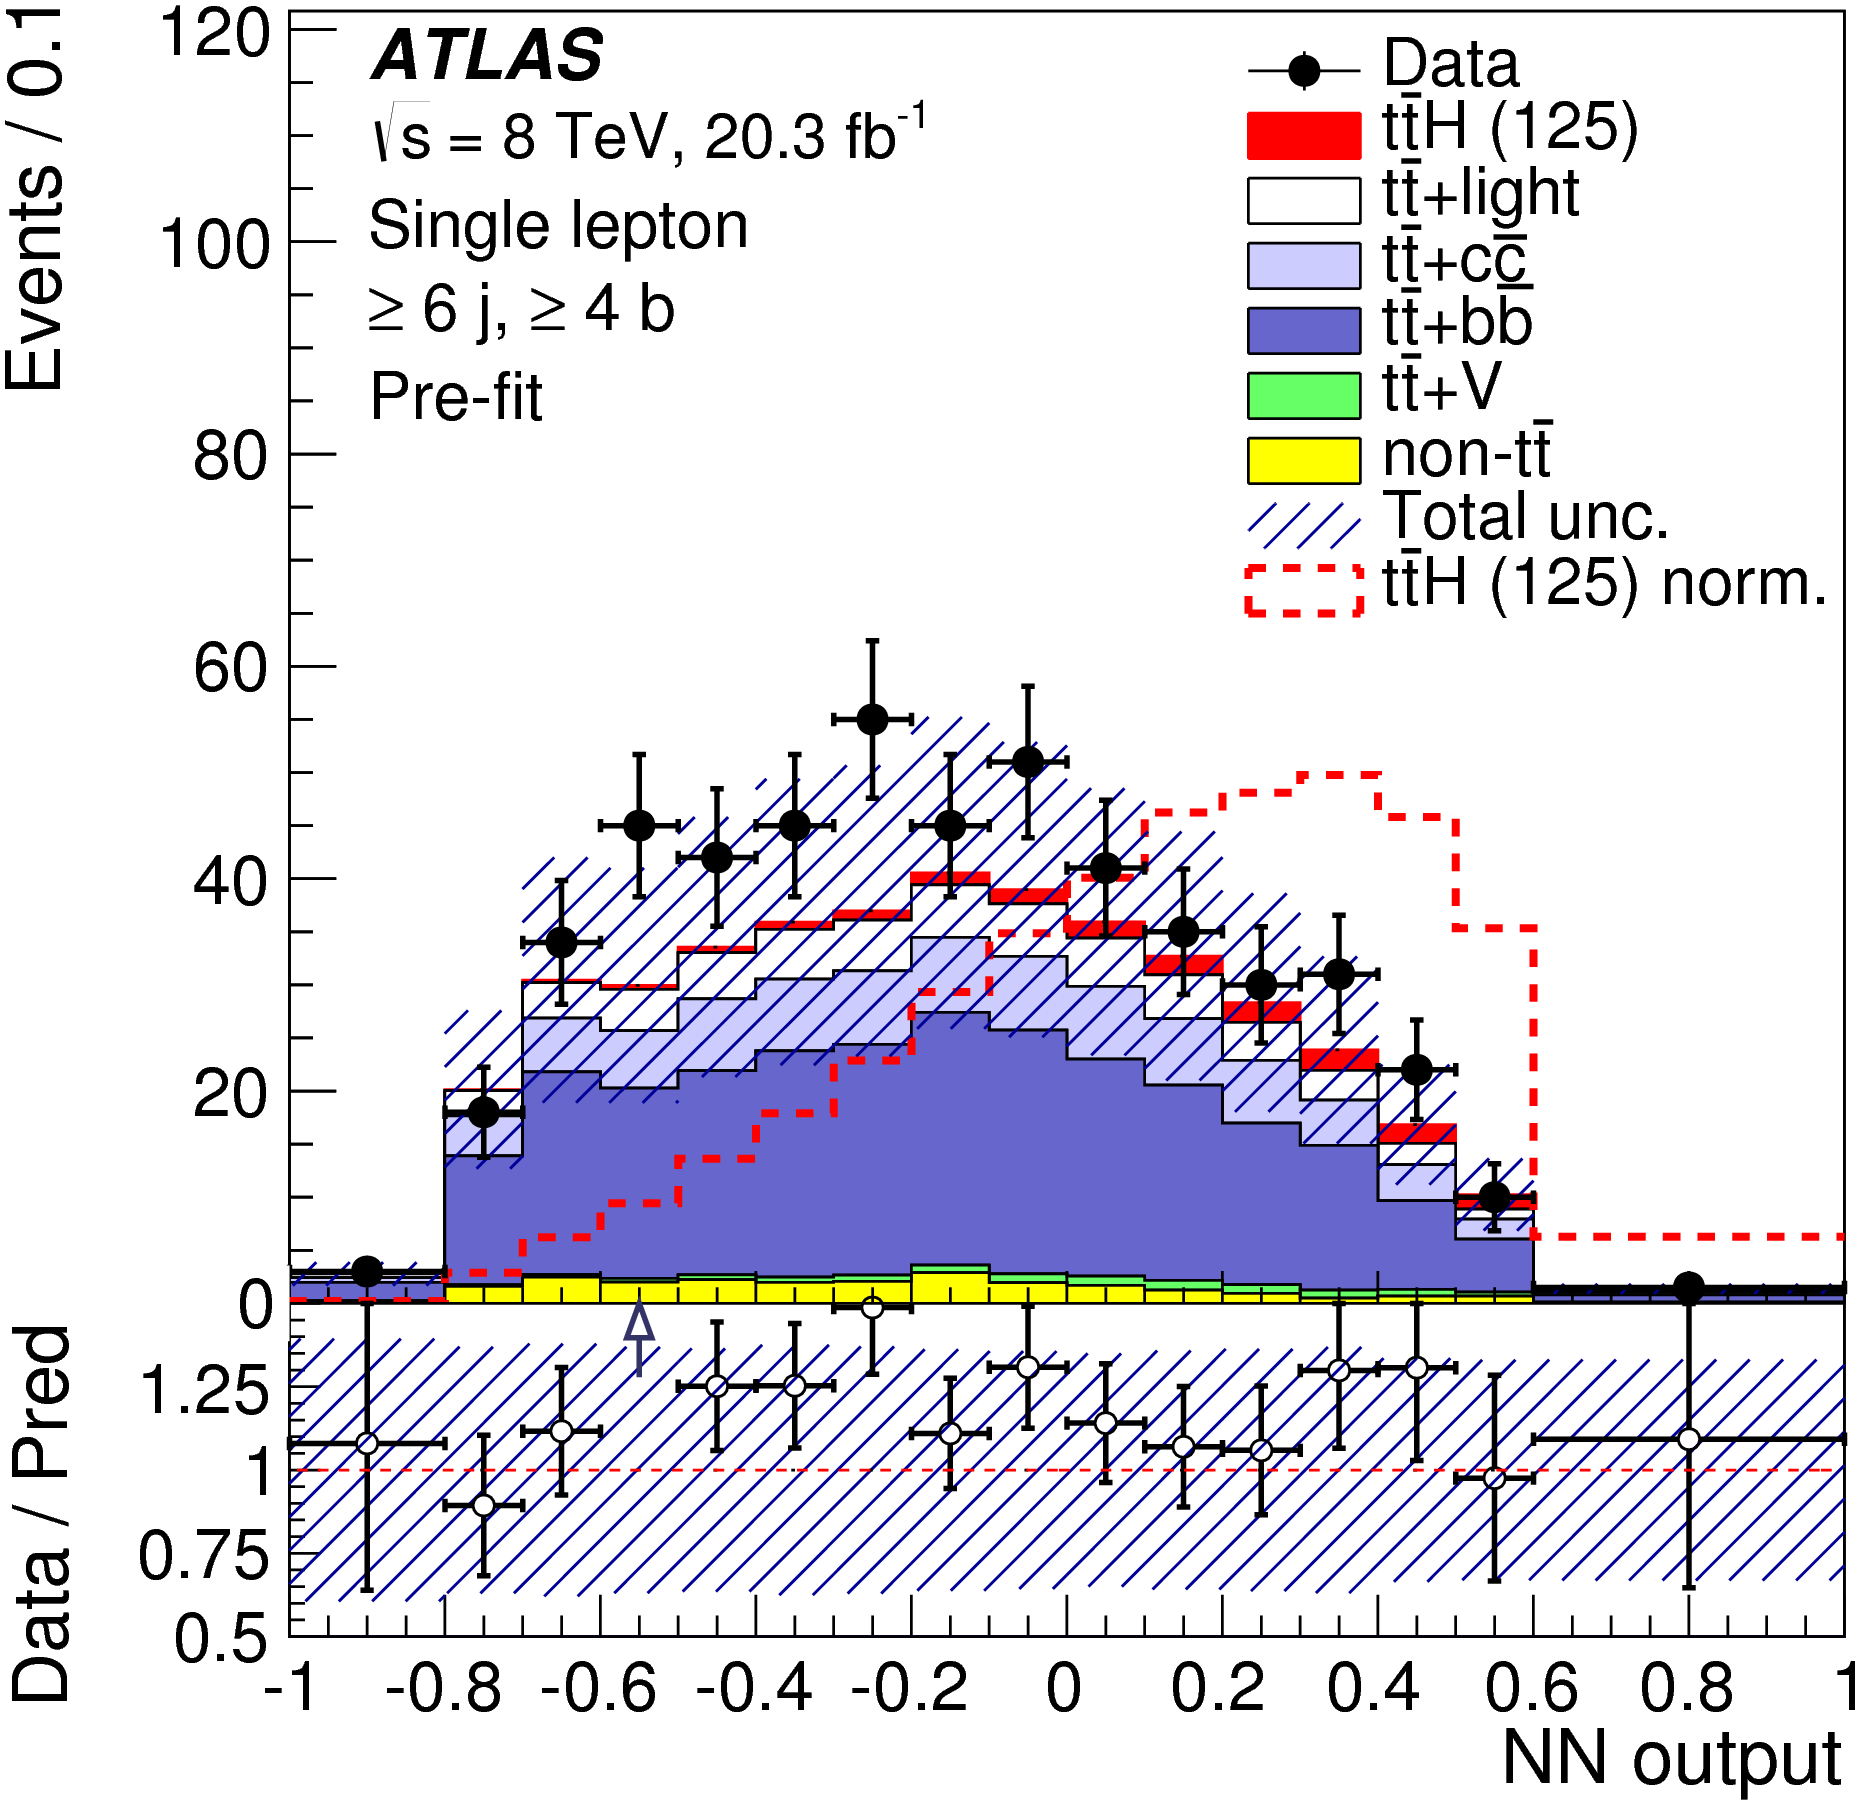 ATLAS
√s = 8 TeV, 20.3 fb⁻¹
Single lepton
≥ 6 j, ≥ 4 b
Pre-fit
Data
tt̄H (125)
tt̄+light
tt̄+cc̄
tt̄+bb̄
tt̄+V
non-tt̄
Total unc.
tt̄H (125) norm.
Events / 0.1
120
100
80
60
40
20
0
Data / Pred
1.25
1
0.75
0.5
-1 -0.8 -0.6 -0.4 -0.2 0 0.2 0.4 0.6 0.8 1
NN output